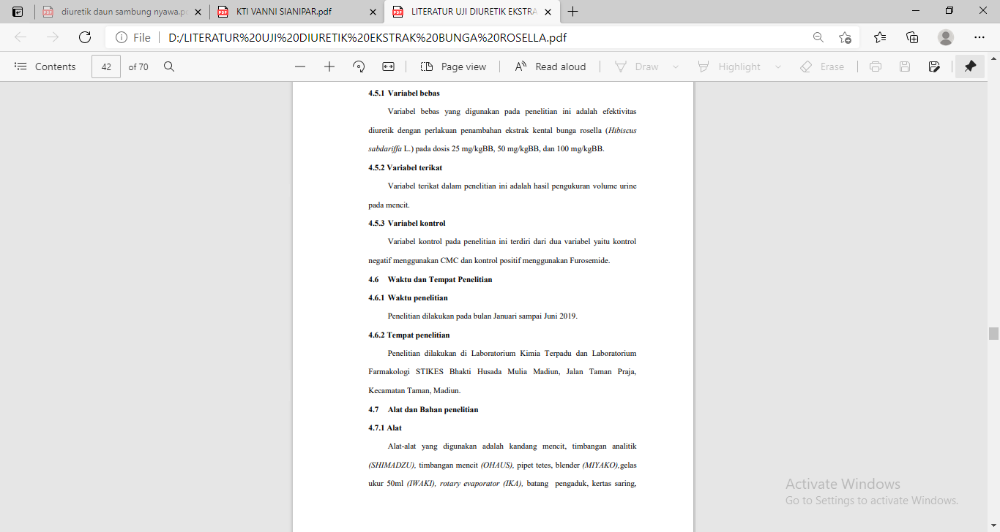 diuretik daun sambung nyawa.p
KTI VANNI SIANIPAR.pdf
LITERATUR UJI DIURETIK EKSTRA
File
D:/LITERATUR%20UJI%20DIURETIK%20EKSTRAK%20BUNGA%20ROSELLA.pdf
Contents
42
of 70
Page view
Read aloud
Draw
Highlight
Erase
4.5.1 Variabel bebas
Variabel bebas yang digunakan pada penelitian ini adalah efektivitas
diuretik dengan perlakuan penambahan ekstrak kental bunga rosella (Hibiscus
sabdariffa L.) pada dosis 25 mg/kgBB, 50 mg/kgBB, dan 100 mg/kgBB.
4.5.2 Variabel terikat
Variabel terikat dalam penelitian ini adalah hasil pengukuran volume urine
pada mencit.
4.5.3 Variabel kontrol
Variabel kontrol pada penelitian ini terdiri dari dua variabel yaitu kontrol
negatif menggunakan CMC dan kontrol positif menggunakan Furosemide.
4.6 Waktu dan Tempat Penelitian
4.6.1 Waktu penelitian
Penelitian dilakukan pada bulan Januari sampai Juni 2019.
4.6.2 Tempat penelitian
Penelitian dilakukan di Laboratorium Kimia Terpadu dan Laboratorium
Farmakologi STIKES Bhakti Husada Mulia Madiun, Jalan Taman Praja,
Kecamatan Taman, Madiun.
4.7 Alat dan Bahan penelitian
4.7.1 Alat
Alat-alat yang digunakan adalah kandang mencit, timbangan analitik
(SHIMADZU), timbangan mencit (OHAUS), pipet tetes, blender (MIYAKO),gelas
ukur 50ml (IWAKI), rotary evaporator (IKA), batang pengaduk, kertas saring,
Activate Windows
Go to Settings to activate Windows.